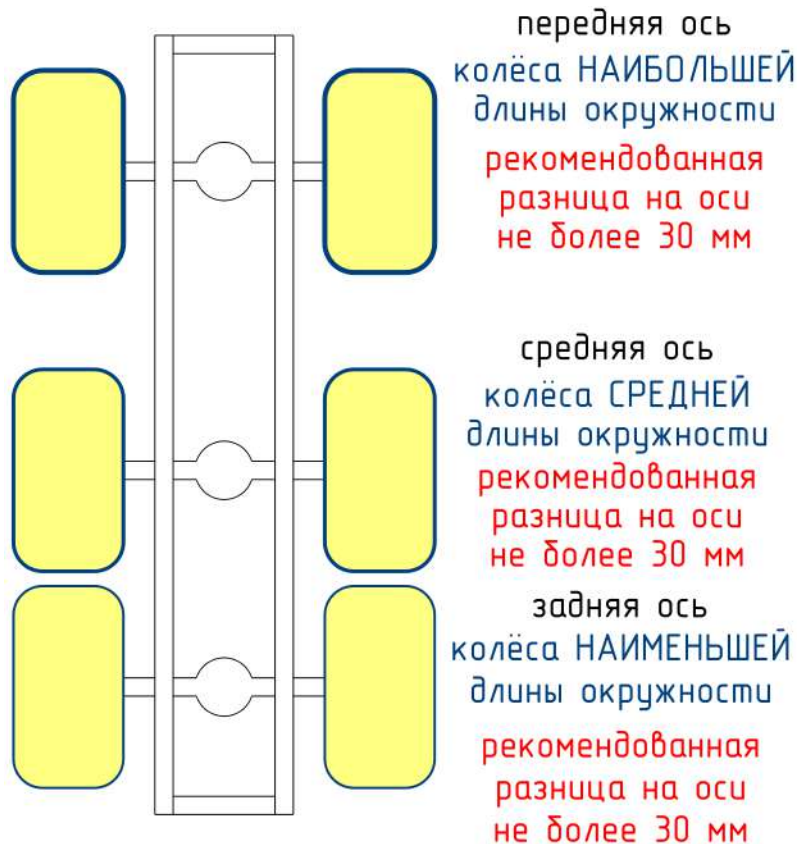 передняя ось
колёса НАИБОЛЬШЕЙ
длины окружности
рекомендованная
разница на оси
не более 30 мм
средняя ось
колёса СРЕДНЕЙ
длины окружности
рекомендованная
разница на оси
не более 30 мм
задняя ось
колёса НАИМЕНЬШЕЙ
длины окружности
рекомендованная
разница на оси
не более 30 мм